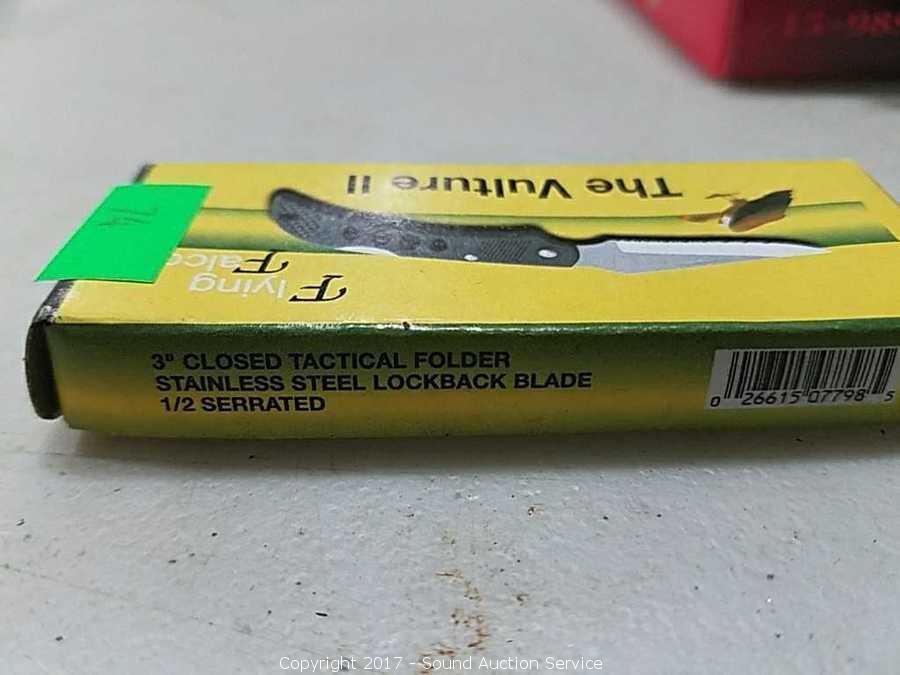 The Vulture II
Flying
Falco
3" CLOSED TACTICAL FOLDER
STAINLESS STEEL LOCKBACK BLADE
1/2 SERRATED
0 26615 07798 5
Copyright 2017 - Sound Auction Service